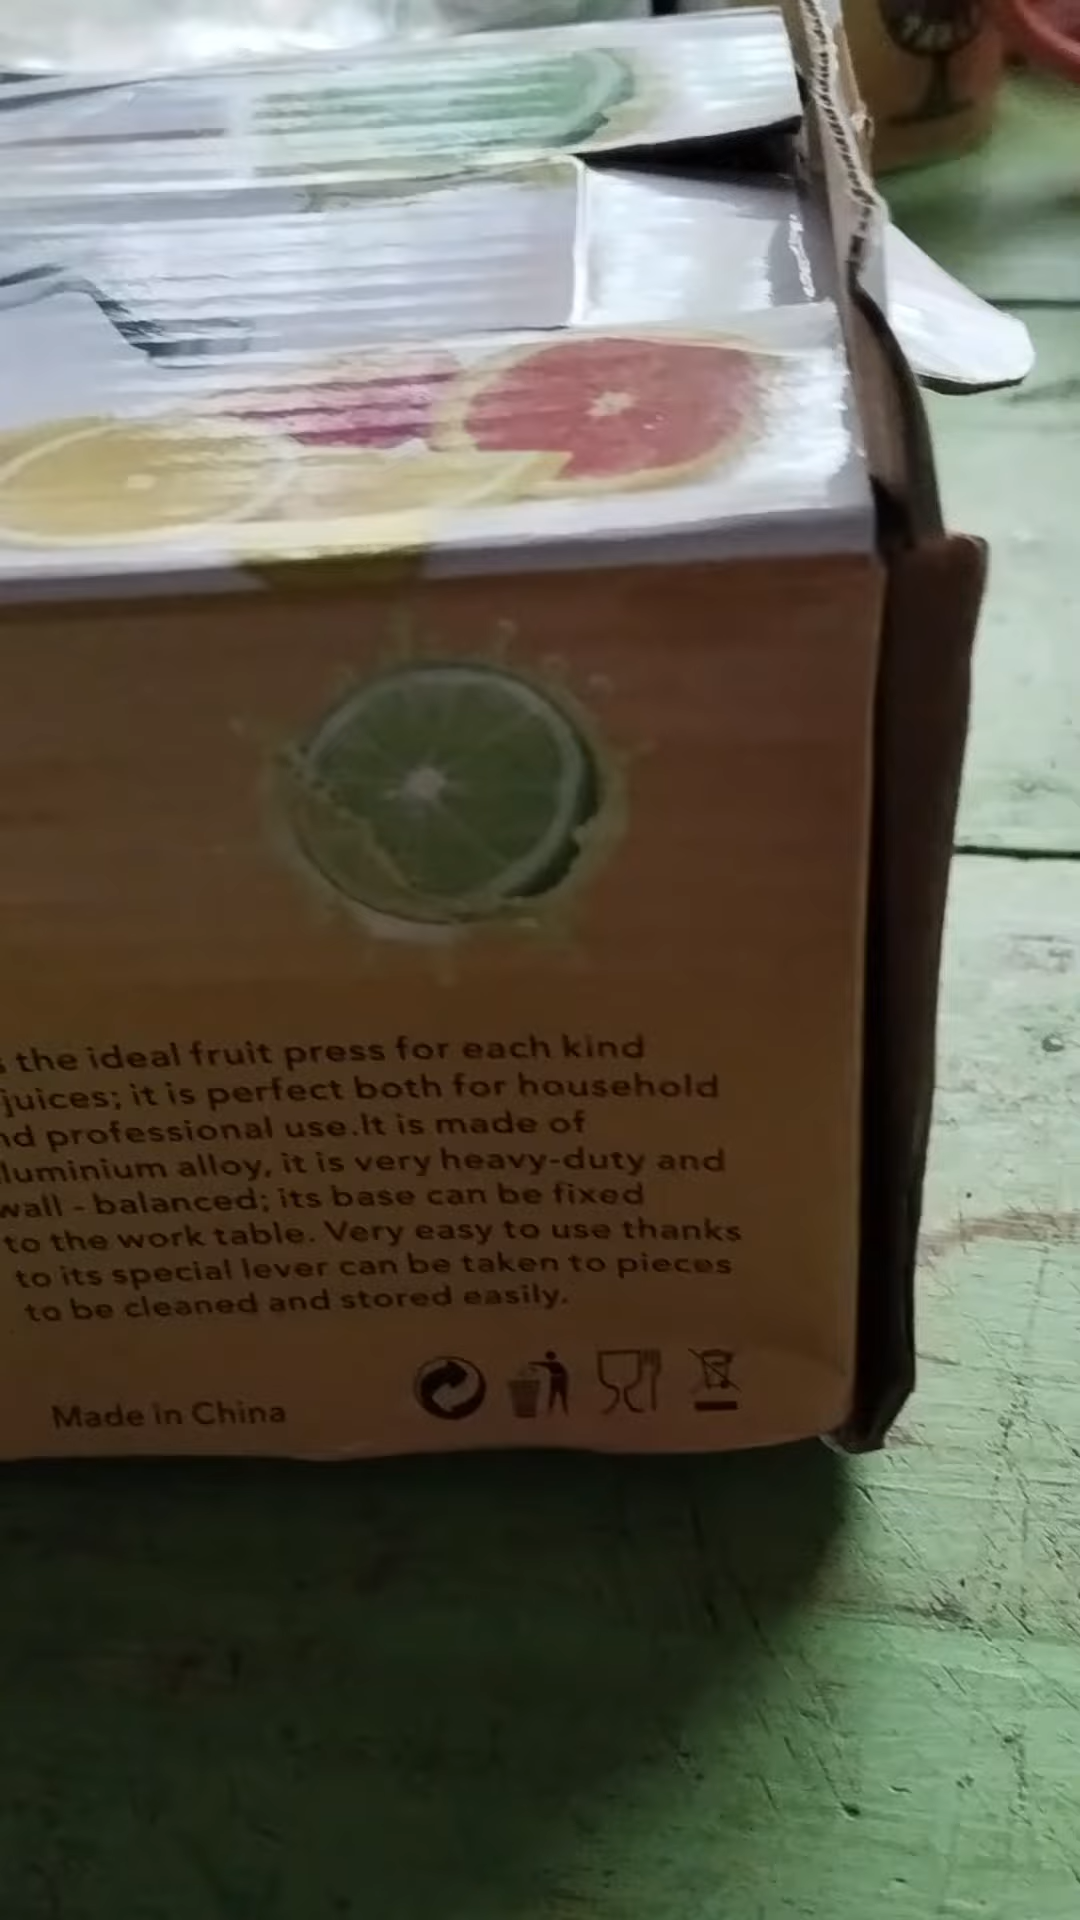 the ideal fruit press for each kind
juices; it is perfect both for household
professional use.It is made of
alloy, it is very heavy-duty and
wall - balanced; its base can be fixed
to the work table. Very easy to use thanks
to its special lever can be taken to pieces
to be cleaned and stored easily.
Made in China